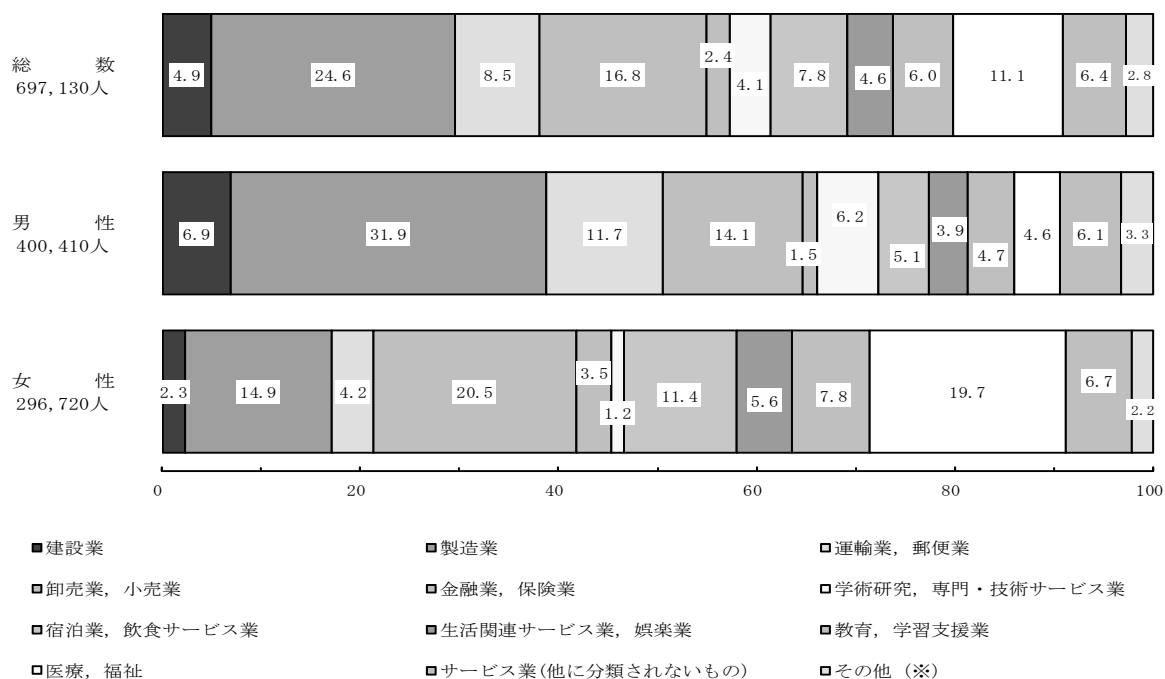 総数
697,130人
4.9 24.6 8.5 16.8 2.4 4.1 7.8 4.6 6.0 11.1 6.4 2.8
男性
400,410人
6.9 31.9 11.7 14.1 1.5 6.2 5.1 3.9 4.7 4.6 6.1 3.3
女性
296,720人
2.3 14.9 4.2 20.5 3.5 1.2 11.4 5.6 7.8 19.7 6.7 2.2
0 20 40 60 80 100
建設業 製造業 運輸業，郵便業
卸売業，小売業 金融業，保険業 学術研究，専門・技術サービス業
宿泊業，飲食サービス業 生活関連サービス業，娯楽業 教育，学習支援業
医療，福祉 サービス業(他に分類されないもの) その他（※）